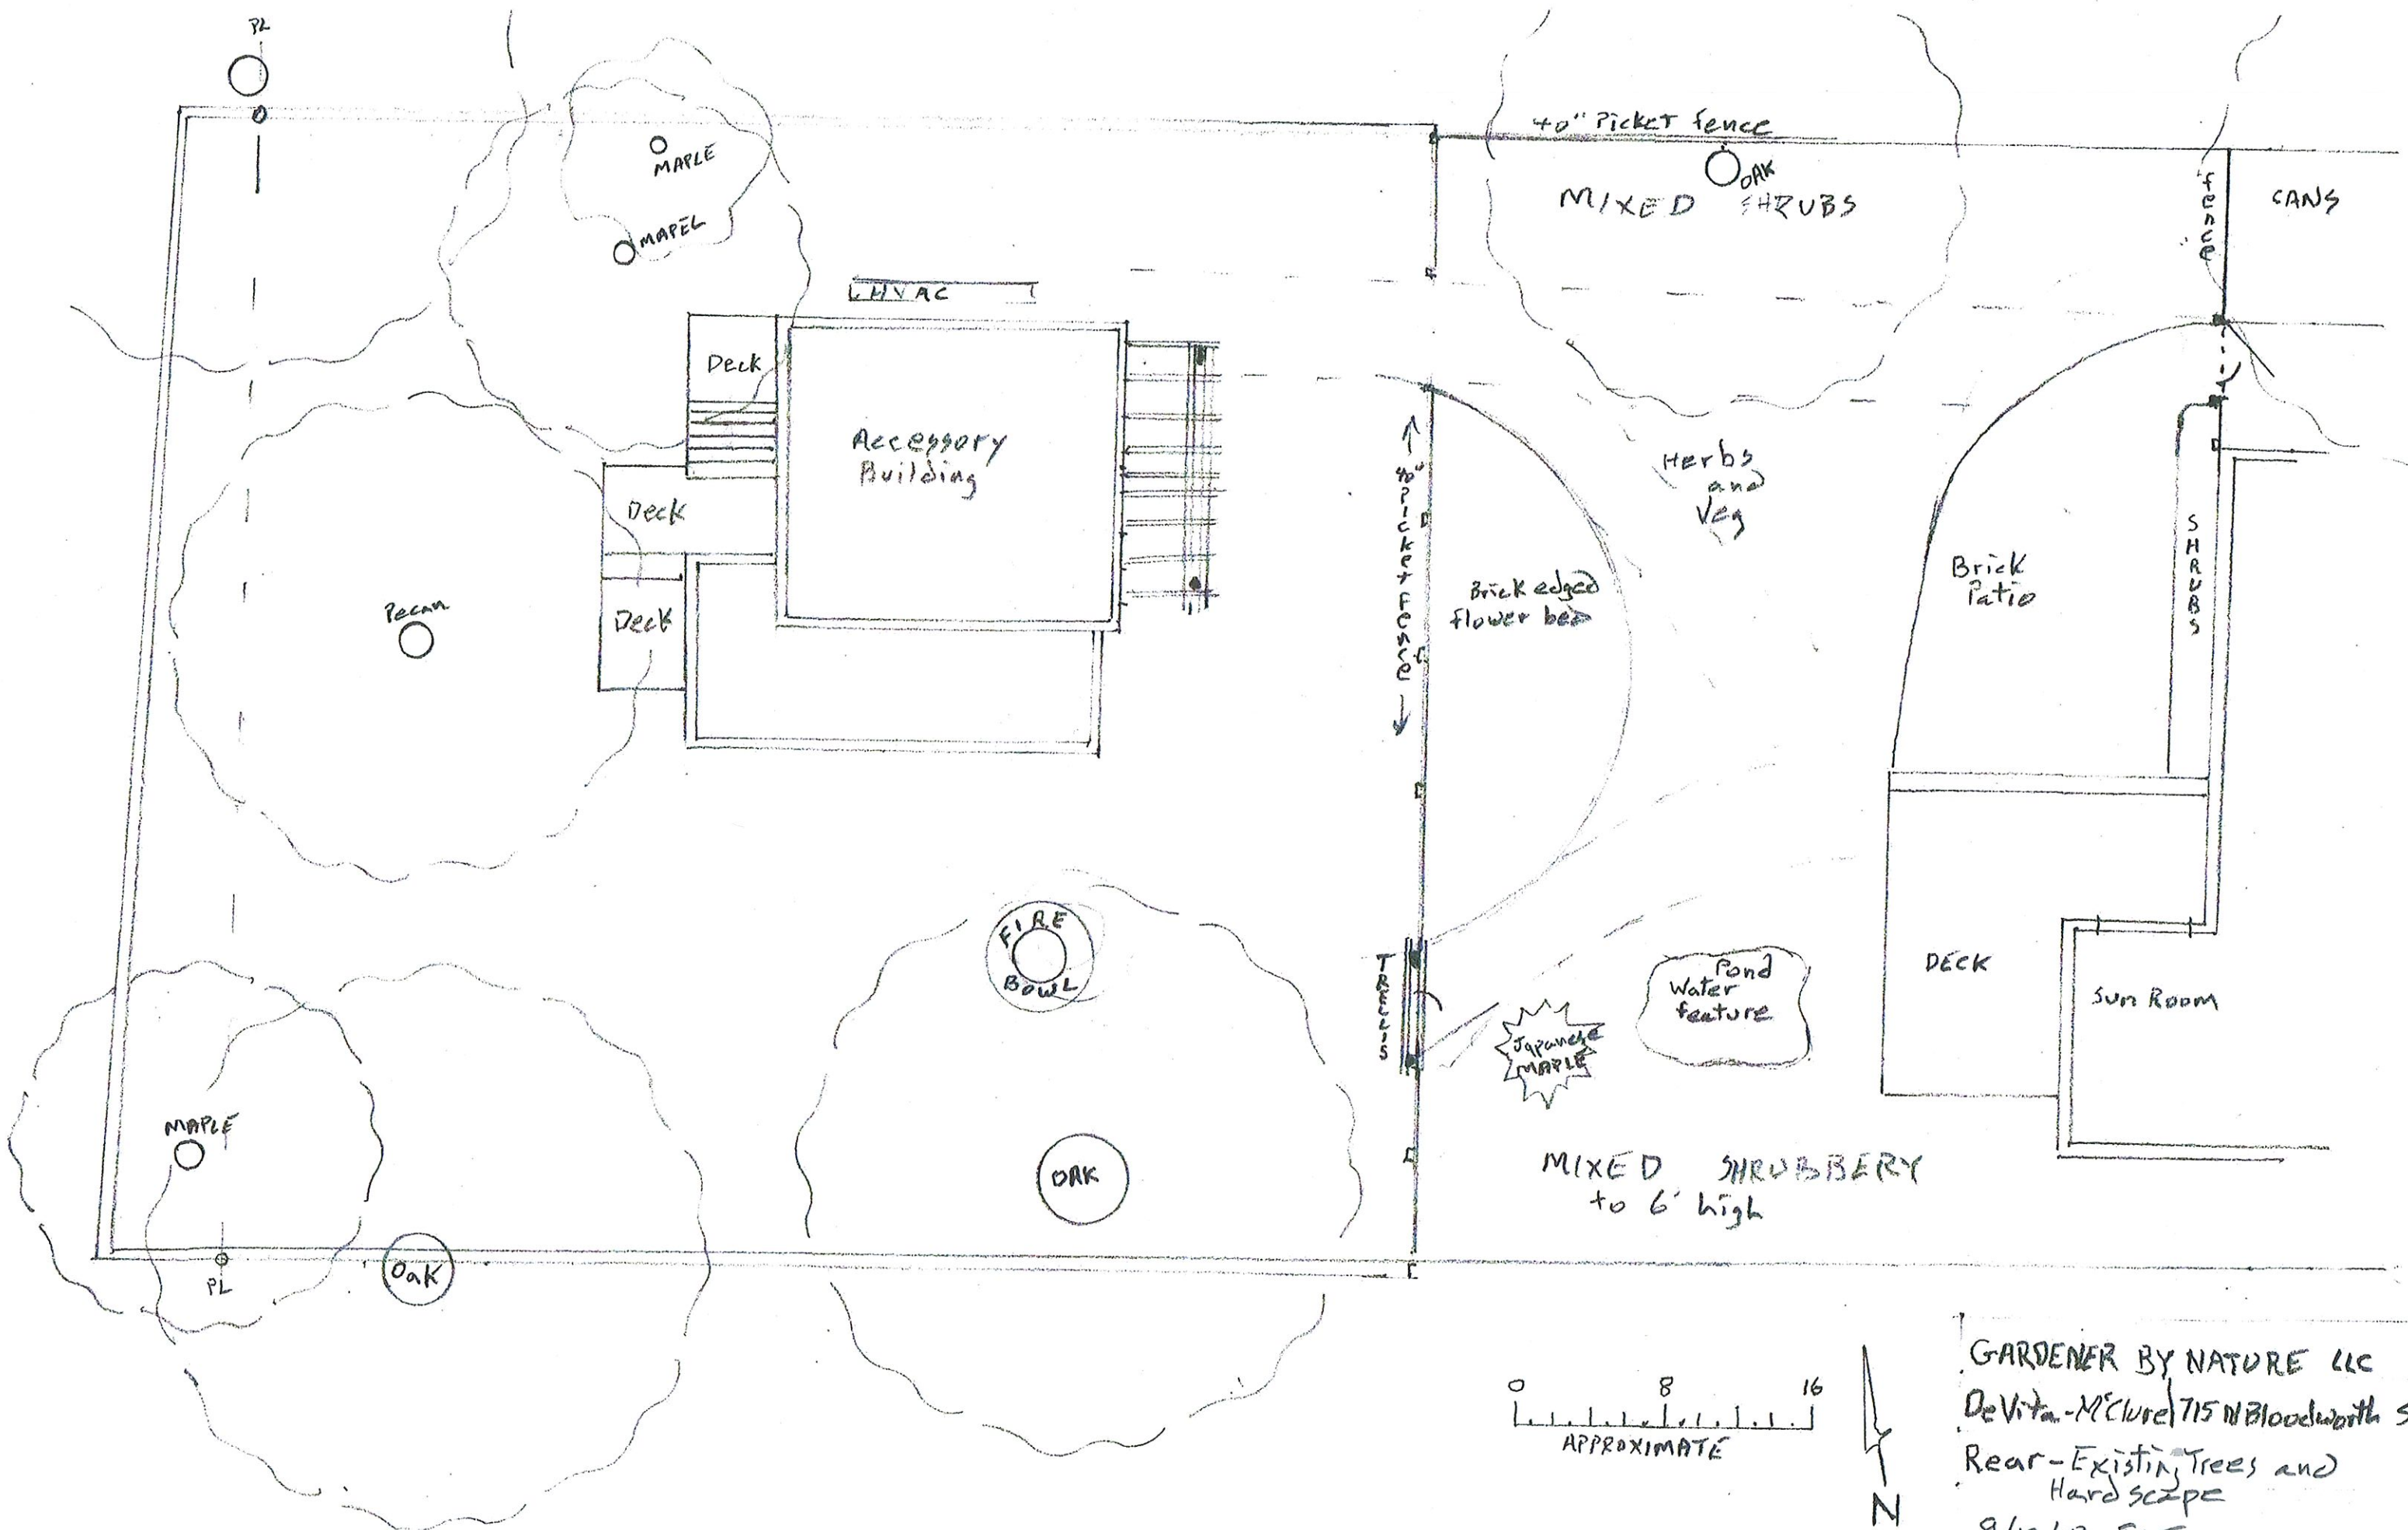 PL
40" Picket fence
OAK
MIXED SHRUBS
fence
CANS
MAPLE
MAPEL
HVAC
Deck
Accessory
Building
Deck
Deck
Pecan
40" Picket Fence
Herbs
and
Veg
Brick edged
flower bed
Brick
Patio
SHRUBS
FIRE
BOWL
TRELLIS
Japanese
MAPLE
Pond
Water
feature
DECK
Sun Room
MAPLE
OAK
Oak
PL
MIXED SHRUBBERY
to 6' high
0 8 16
APPROXIMATE
N
GARDENER BY NATURE LLC
DeVita-McClure 715 N Bloodworth S
Rear-Existing Trees and
Hardscape